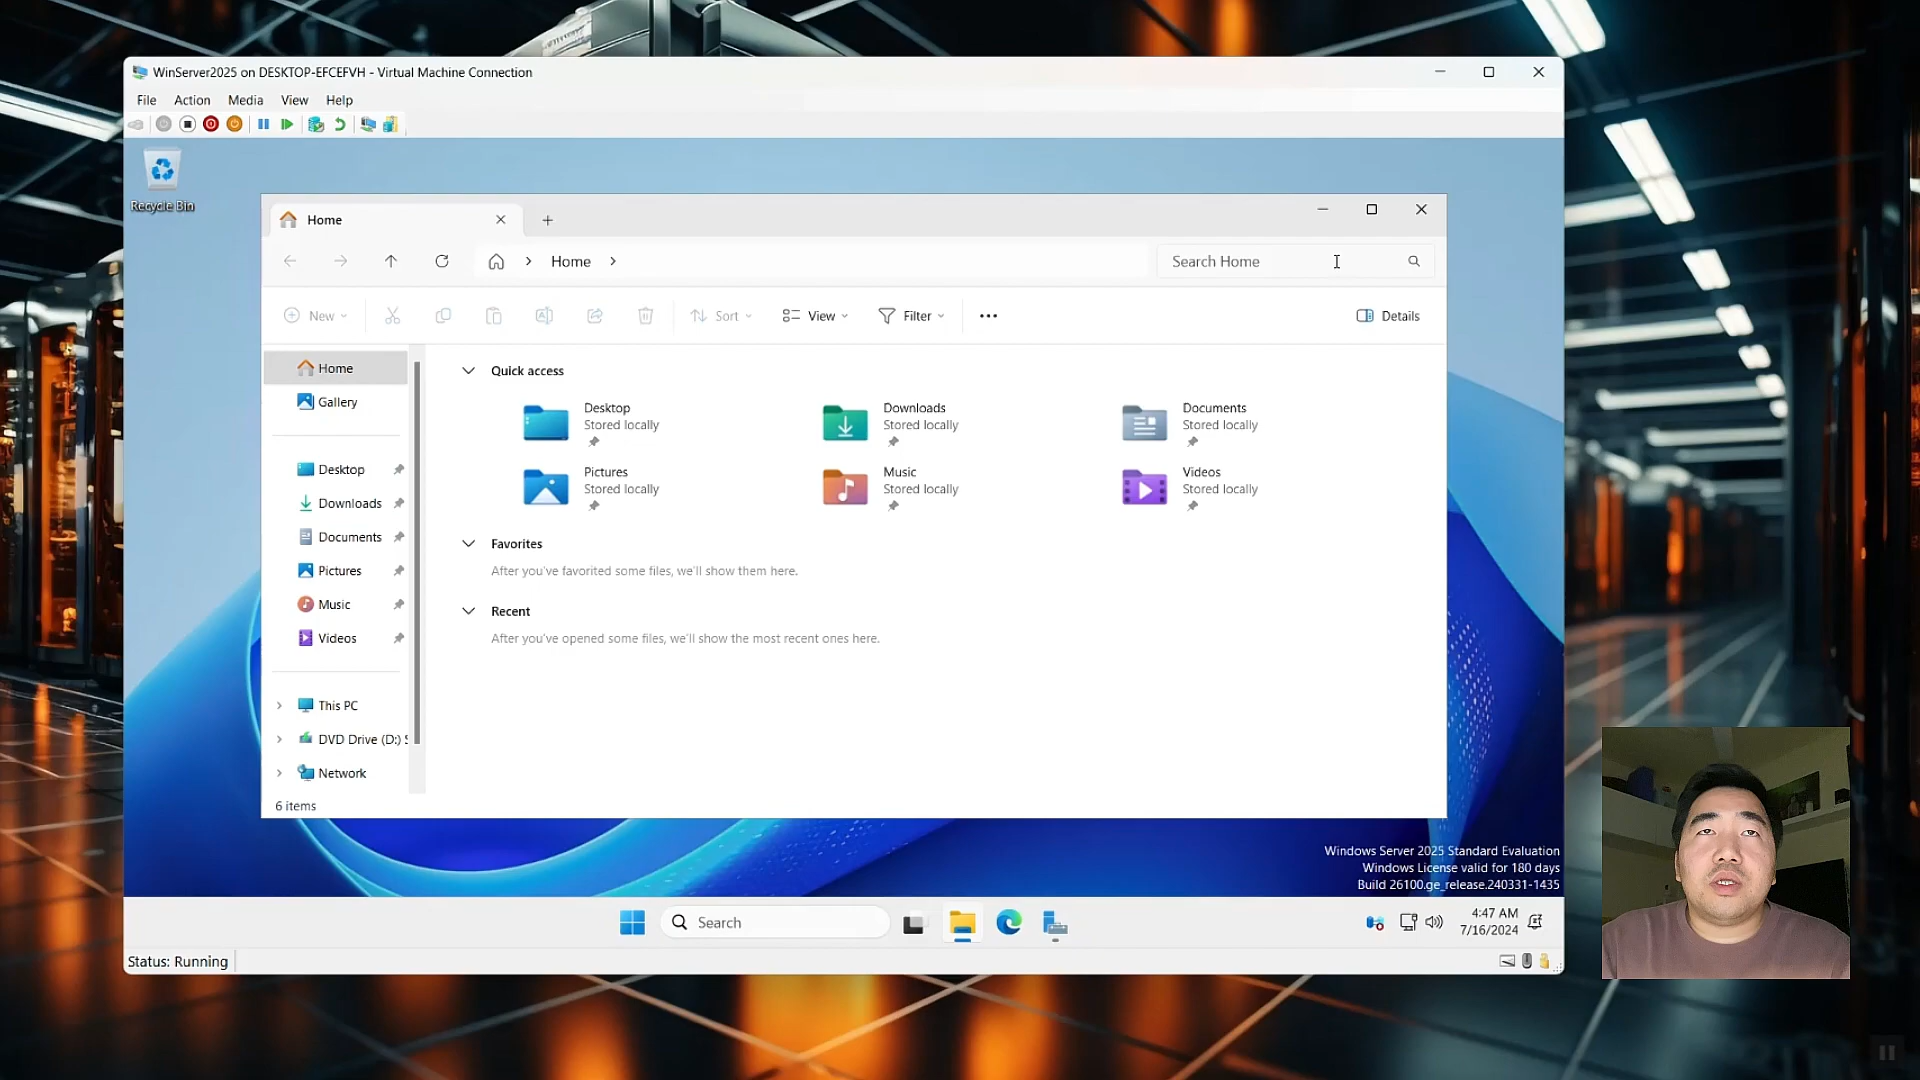 WinServer2025 on DESKTOP-EFCEFVH - Virtual Machine Connection
File Action Media View Help
Recycle Bin
Home
Home
Search Home
New
Sort
View
Filter
Details
Home
Gallery
Desktop
Downloads
Documents
Pictures
Music
Videos
This PC
DVD Drive (D:) S
Network
6 items
Quick access
Desktop
Stored locally
Downloads
Stored locally
Documents
Stored locally
Pictures
Stored locally
Music
Stored locally
Videos
Stored locally
Favorites
After you've favorited some files, we'll show them here.
Recent
After you've opened some files, we'll show the most recent ones here.
Windows Server 2025 Standard Evaluation
Windows License valid for 180 days
Build 26100.ge_release.240331-1435
Search
4:47 AM
7/16/2024
Status: Running